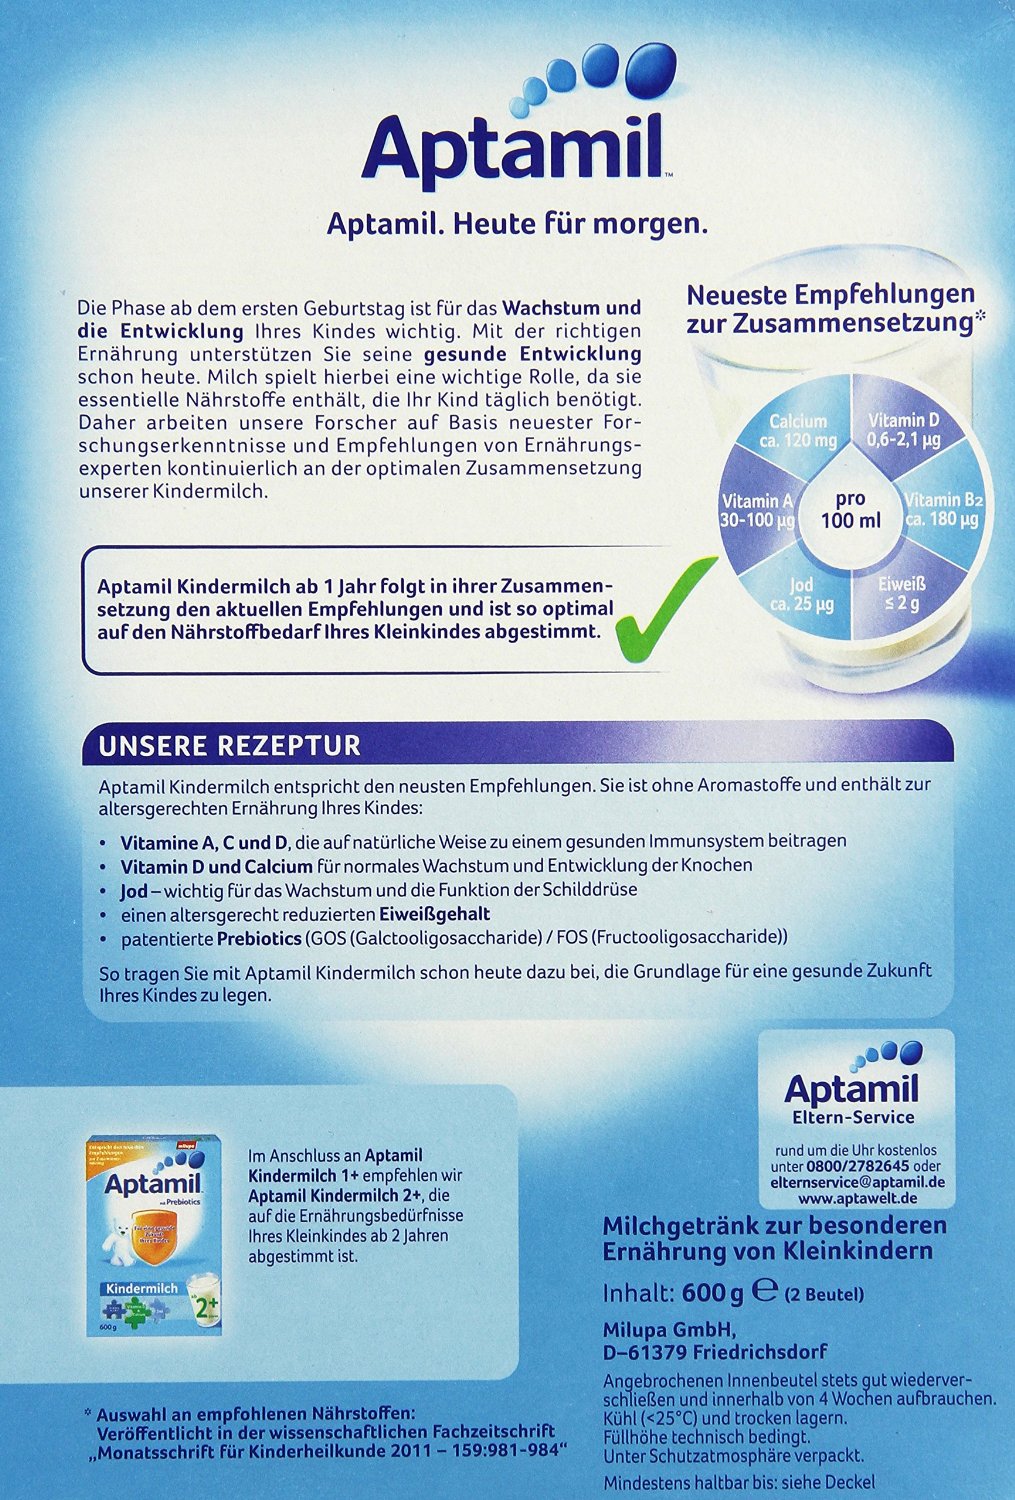 Aptamil™
Aptamil. Heute für morgen.
Die Phase ab dem ersten Geburtstag ist für das Wachstum und
die Entwicklung Ihres Kindes wichtig. Mit der richtigen
Ernährung unterstützen Sie seine gesunde Entwicklung
schon heute. Milch spielt hierbei eine wichtige Rolle, da sie
essentielle Nährstoffe enthält, die Ihr Kind täglich benötigt.
Daher arbeiten unsere Forscher auf Basis neuester For-
schungserkenntnisse und Empfehlungen von Ernährungs-
experten kontinuierlich an der optimalen Zusammensetzung
unserer Kindermilch.
Neueste Empfehlungen
zur Zusammensetzung*
Calcium
ca. 120 mg
Vitamin D
0,6-2,1 µg
Vitamin A
30-100 µg
pro
100 ml
Vitamin B2
ca. 180 µg
Jod
ca. 25 µg
Eiweiß
≤ 2 g
Aptamil Kindermilch ab 1 Jahr folgt in ihrer Zusammen-
setzung den aktuellen Empfehlungen und ist so optimal
auf den Nährstoffbedarf Ihres Kleinkindes abgestimmt.
UNSERE REZEPTUR
Aptamil Kindermilch entspricht den neusten Empfehlungen. Sie ist ohne Aromastoffe und enthält zur
altersgerechten Ernährung Ihres Kindes:
• Vitamine A, C und D, die auf natürliche Weise zu einem gesunden Immunsystem beitragen
• Vitamin D und Calcium für normales Wachstum und Entwicklung der Knochen
• Jod – wichtig für das Wachstum und die Funktion der Schilddrüse
• einen altersgerecht reduzierten Eiweißgehalt
• patentierte Prebiotics (GOS (Galctooligosaccharide) / FOS (Fructooligosaccharide))
So tragen Sie mit Aptamil Kindermilch schon heute dazu bei, die Grundlage für eine gesunde Zukunft
Ihres Kindes zu legen.
Aptamil
Eltern-Service
rund um die Uhr kostenlos
unter 0800/2782645 oder
elternservice@aptamil.de
www.aptawelt.de
milupa
Aptamil
mit Prebiotics
Kindermilch
2+
600 g
Im Anschluss an Aptamil
Kindermilch 1+ empfehlen wir
Aptamil Kindermilch 2+, die
auf die Ernährungsbedürfnisse
Ihres Kleinkindes ab 2 Jahren
abgestimmt ist.
Milchgetränk zur besonderen
Ernährung von Kleinkindern
Inhalt: 600 g ℮ (2 Beutel)
Milupa GmbH,
D–61379 Friedrichsdorf
Angebrochenen Innenbeutel stets gut wiederver-
schließen und innerhalb von 4 Wochen aufbrauchen.
Kühl (<25°C) und trocken lagern.
Füllhöhe technisch bedingt.
Unter Schutzatmosphäre verpackt.
Mindestens haltbar bis: siehe Deckel
* Auswahl an empfohlenen Nährstoffen:
Veröffentlicht in der wissenschaftlichen Fachzeitschrift
„Monatsschrift für Kinderheilkunde 2011 – 159:981-984“